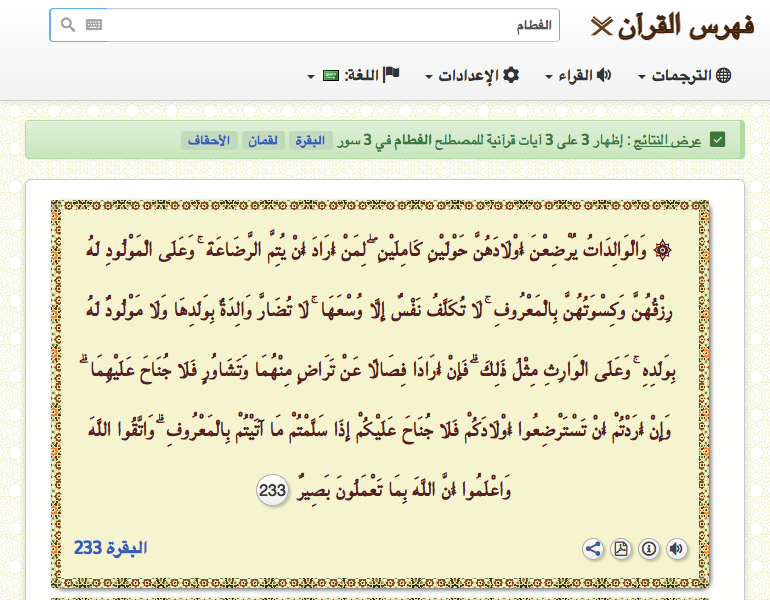 فهرس القرآن
الفطام
الترجمات
القراء
الإعدادات
اللغة:
عرض النتائج : إظهار 3 على 3 آيات قرآنية للمصطلح الفطام في 3 سور البقرة لقمان الأحقاف
۞ وَالْوَالِدَاتُ يُرْضِعْنَ أَوْلَادَهُنَّ حَوْلَيْنِ كَامِلَيْنِ ۖ لِمَنْ أَرَادَ أَنْ يُتِمَّ الرَّضَاعَةَ ۚ وَعَلَى الْمَوْلُودِ لَهُ
رِزْقُهُنَّ وَكِسْوَتُهُنَّ بِالْمَعْرُوفِ ۚ لَا تُكَلَّفُ نَفْسٌ إِلَّا وُسْعَهَا ۚ لَا تُضَارَّ وَالِدَةٌ بِوَلَدِهَا وَلَا مَوْلُودٌ لَهُ
بِوَلَدِهِ ۚ وَعَلَى الْوَارِثِ مِثْلُ ذَٰلِكَ ۗ فَإِنْ أَرَادَا فِصَالًا عَنْ تَرَاضٍ مِنْهُمَا وَتَشَاوُرٍ فَلَا جُنَاحَ عَلَيْهِمَا ۗ
وَإِنْ أَرَدْتُمْ أَنْ تَسْتَرْضِعُوا أَوْلَادَكُمْ فَلَا جُنَاحَ عَلَيْكُمْ إِذَا سَلَّمْتُمْ مَا آتَيْتُمْ بِالْمَعْرُوفِ ۗ وَاتَّقُوا اللَّهَ
وَاعْلَمُوا أَنَّ اللَّهَ بِمَا تَعْمَلُونَ بَصِيرٌ 233
البقرة 233